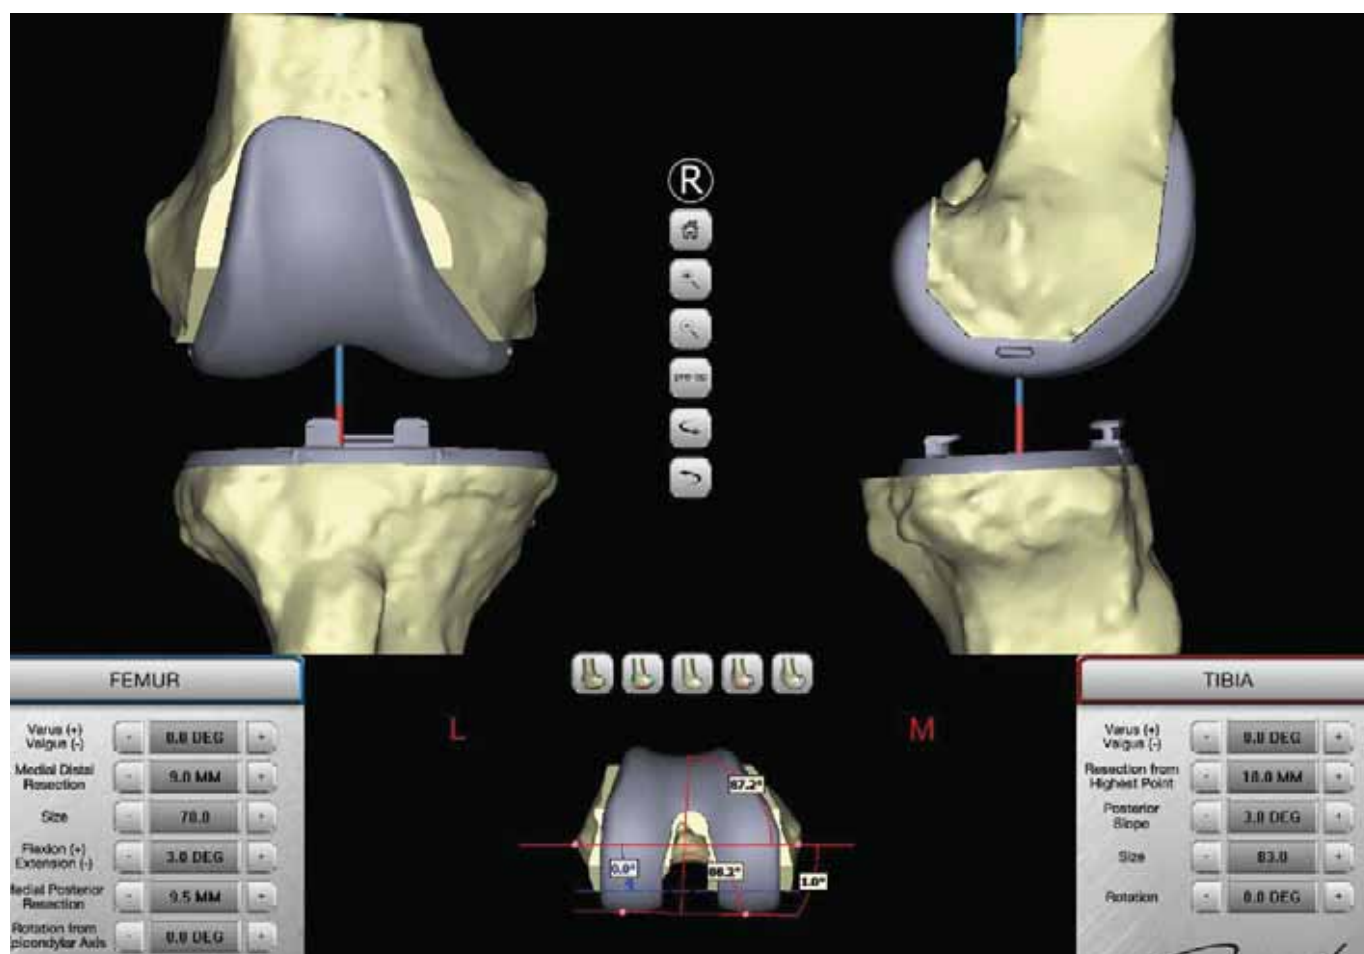 R
pre-op
FEMUR
Varus (+)
Valgus (-)
- 0.0 DEG +
Medial Distal
Resection
- 9.0 MM +
Size
- 70.0 +
Flexion (+)
Extension (-)
- 3.0 DEG +
Medial Posterior
Resection
- 9.5 MM +
Rotation from
picondylar Axis
- 0.0 DEG +
L
M
87.2°
0.0°
1.0°
TIBIA
Varus (+)
Valgus (-)
- 0.0 DEG +
Resection from
Highest Point
- 10.0 MM +
Posterior
Slope
- 3.0 DEG +
Size
- 83.0 +
Rotation
- 0.0 DEG +